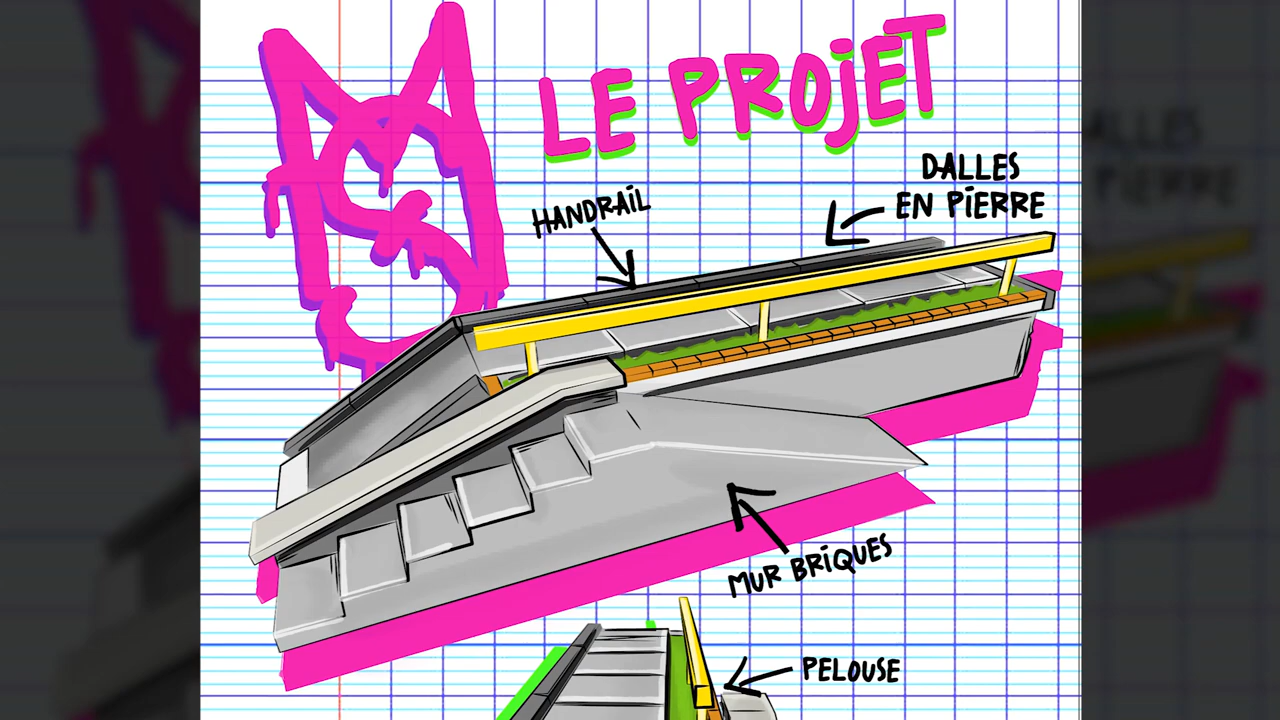 LE PROJET
DALLES
EN PIERRE
HANDRAIL
MUR BRIQUES
PELOUSE